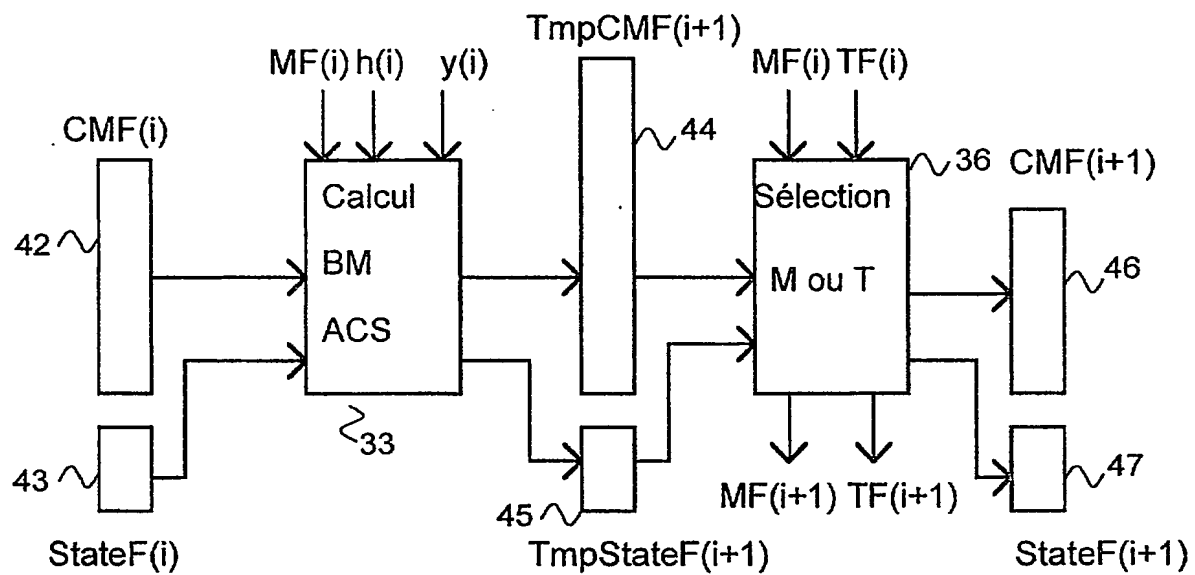 TmpCMF(i+1)
MF(i) h(i) y(i)
MF(i) TF(i)
CMF(i)
44
36
CMF(i+1)
42
Calcul
BM
ACS
Sélection
M ou T
46
33
43
45
MF(i+1) TF(i+1)
47
StateF(i)
TmpStateF(i+1)
StateF(i+1)